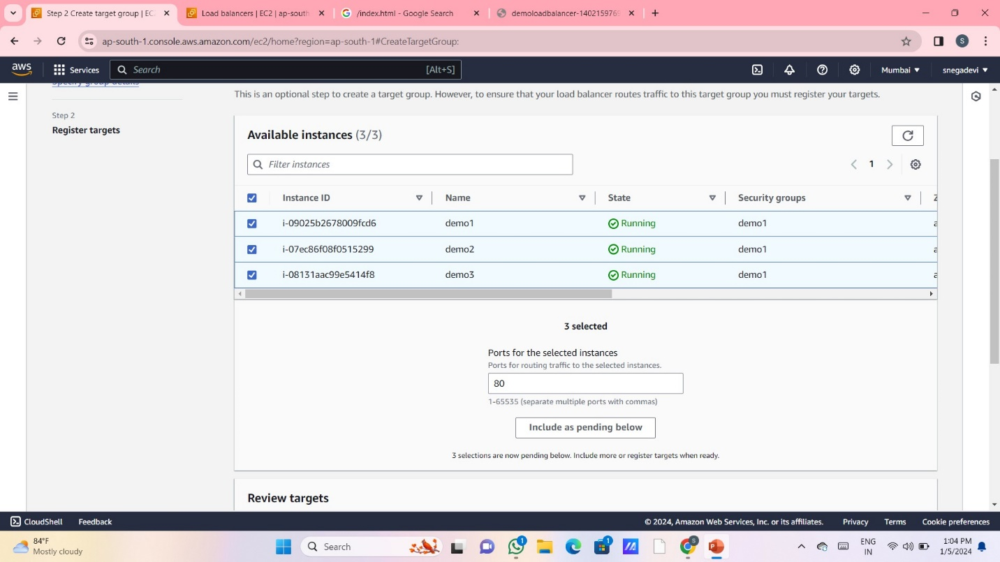 Step 2 Create target group | EC
Load balancers | EC2 | ap-south
/index.html - Google Search
demoloadbalancer-1402159769
ap-south-1.console.aws.amazon.com/ec2/home?region=ap-south-1#CreateTargetGroup:
S
aws
Services
Search
[Alt+S]
Mumbai ▼
snegadevi ▼
Specify group details
This is an optional step to create a target group. However, to ensure that your load balancer routes traffic to this target group you must register your targets.
Step 2
Register targets
Available instances (3/3)
Filter instances
1
Instance ID
Name
State
Security groups
Z
i-09025b2678009fcd6
demo1
Running
demo1
a
i-07ec86f08f0515299
demo2
Running
demo1
a
i-08131aac99e5414f8
demo3
Running
demo1
a
3 selected
Ports for the selected instances
Ports for routing traffic to the selected instances.
80
1-65535 (separate multiple ports with commas)
Include as pending below
3 selections are now pending below. Include more or register targets when ready.
Review targets
CloudShell
Feedback
© 2024, Amazon Web Services, Inc. or its affiliates.
Privacy
Terms
Cookie preferences
84°F
Mostly cloudy
Search
1
1
S
ENG
IN
1:04 PM
1/5/2024